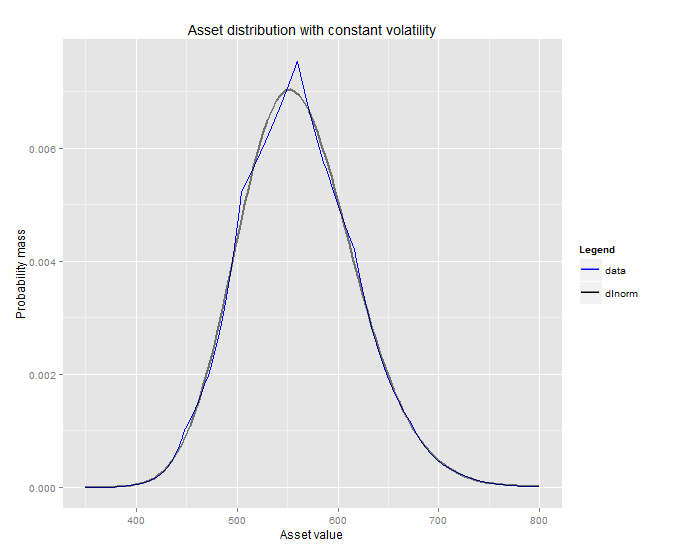 Asset distribution with constant volatility
Probability mass
0.006
0.004
0.002
0.000
400 500 600 700 800
Asset value
Legend
data
dlnorm